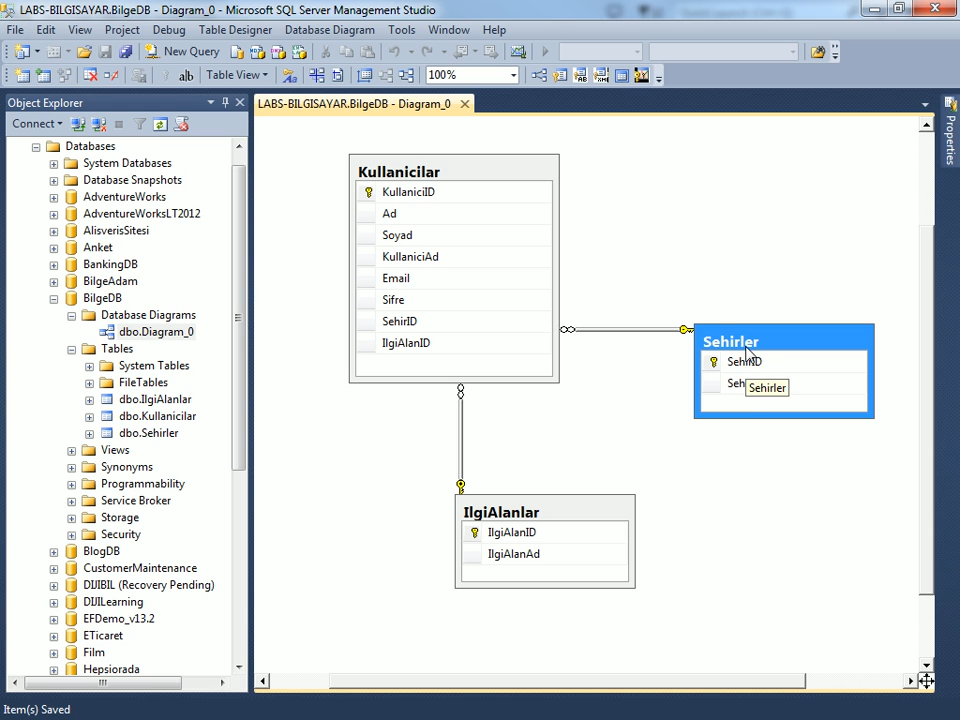 LABS-BILGISAYAR.BilgeDB - Diagram_0 - Microsoft SQL Server Management Studio
File Edit View Project Debug Table Designer Database Diagram Tools Window Help
New Query
Table View 100%
Object Explorer
Connect
Databases
System Databases
Database Snapshots
AdventureWorks
AdventureWorksLT2012
AlisverisSitesi
Anket
BankingDB
BilgeAdam
BilgeDB
Database Diagrams
dbo.Diagram_0
Tables
System Tables
FileTables
dbo.IlgiAlanlar
dbo.Kullanicilar
dbo.Sehirler
Views
Synonyms
Programmability
Service Broker
Storage
Security
BlogDB
CustomerMaintenance
DIJIBIL (Recovery Pending)
DIJILearning
EFDemo_v13.2
ETicaret
Film
Hepsiorada
LABS-BILGISAYAR.BilgeDB - Diagram_0
Kullanicilar
KullaniciID
Ad
Soyad
KullaniciAd
Email
Sifre
SehirID
IlgiAlanID
Sehirler
SehirID
Seh
Sehirler
IlgiAlanlar
IlgiAlanID
IlgiAlanAd
Properties
Item(s) Saved